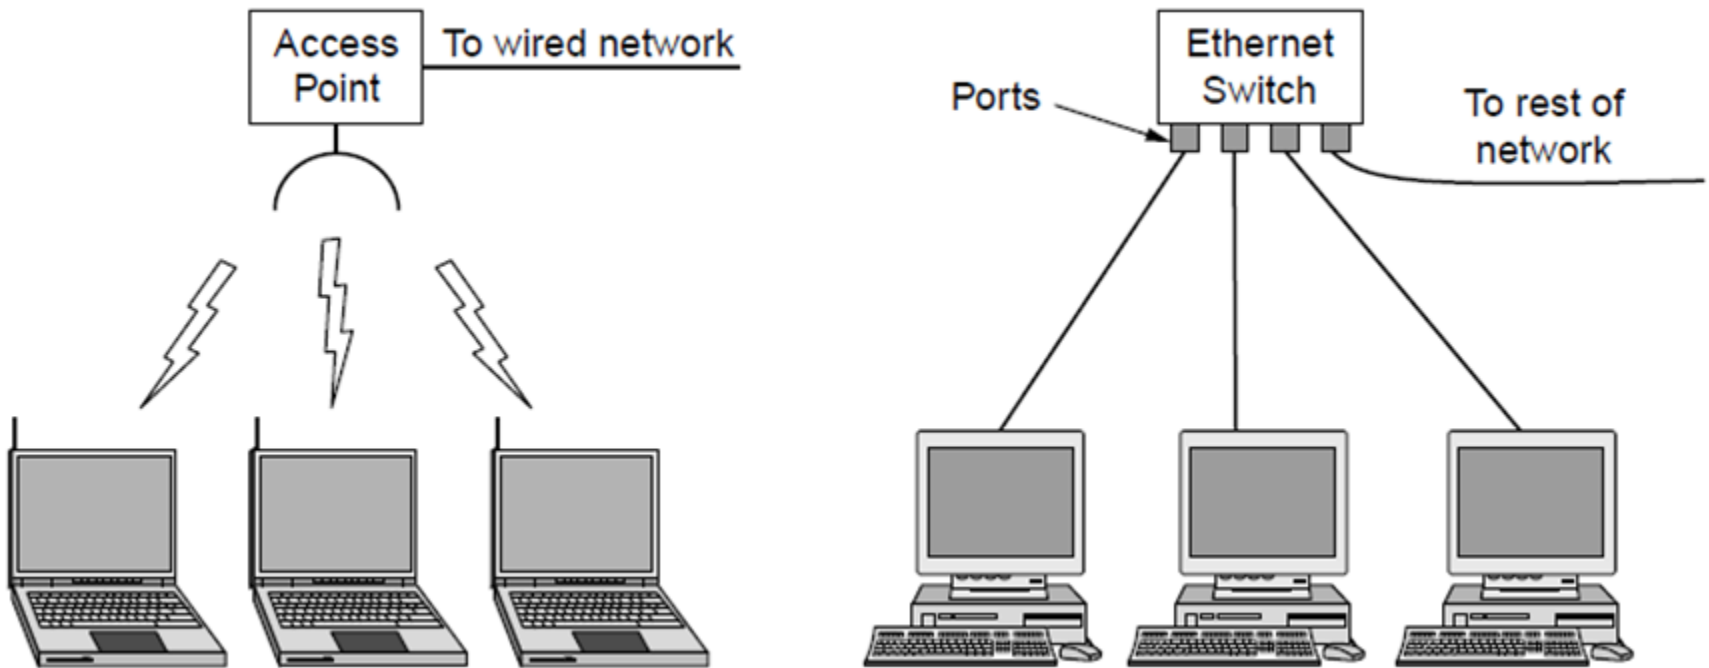 Access
Point
To wired network
Ethernet
Switch
Ports
To rest of
network